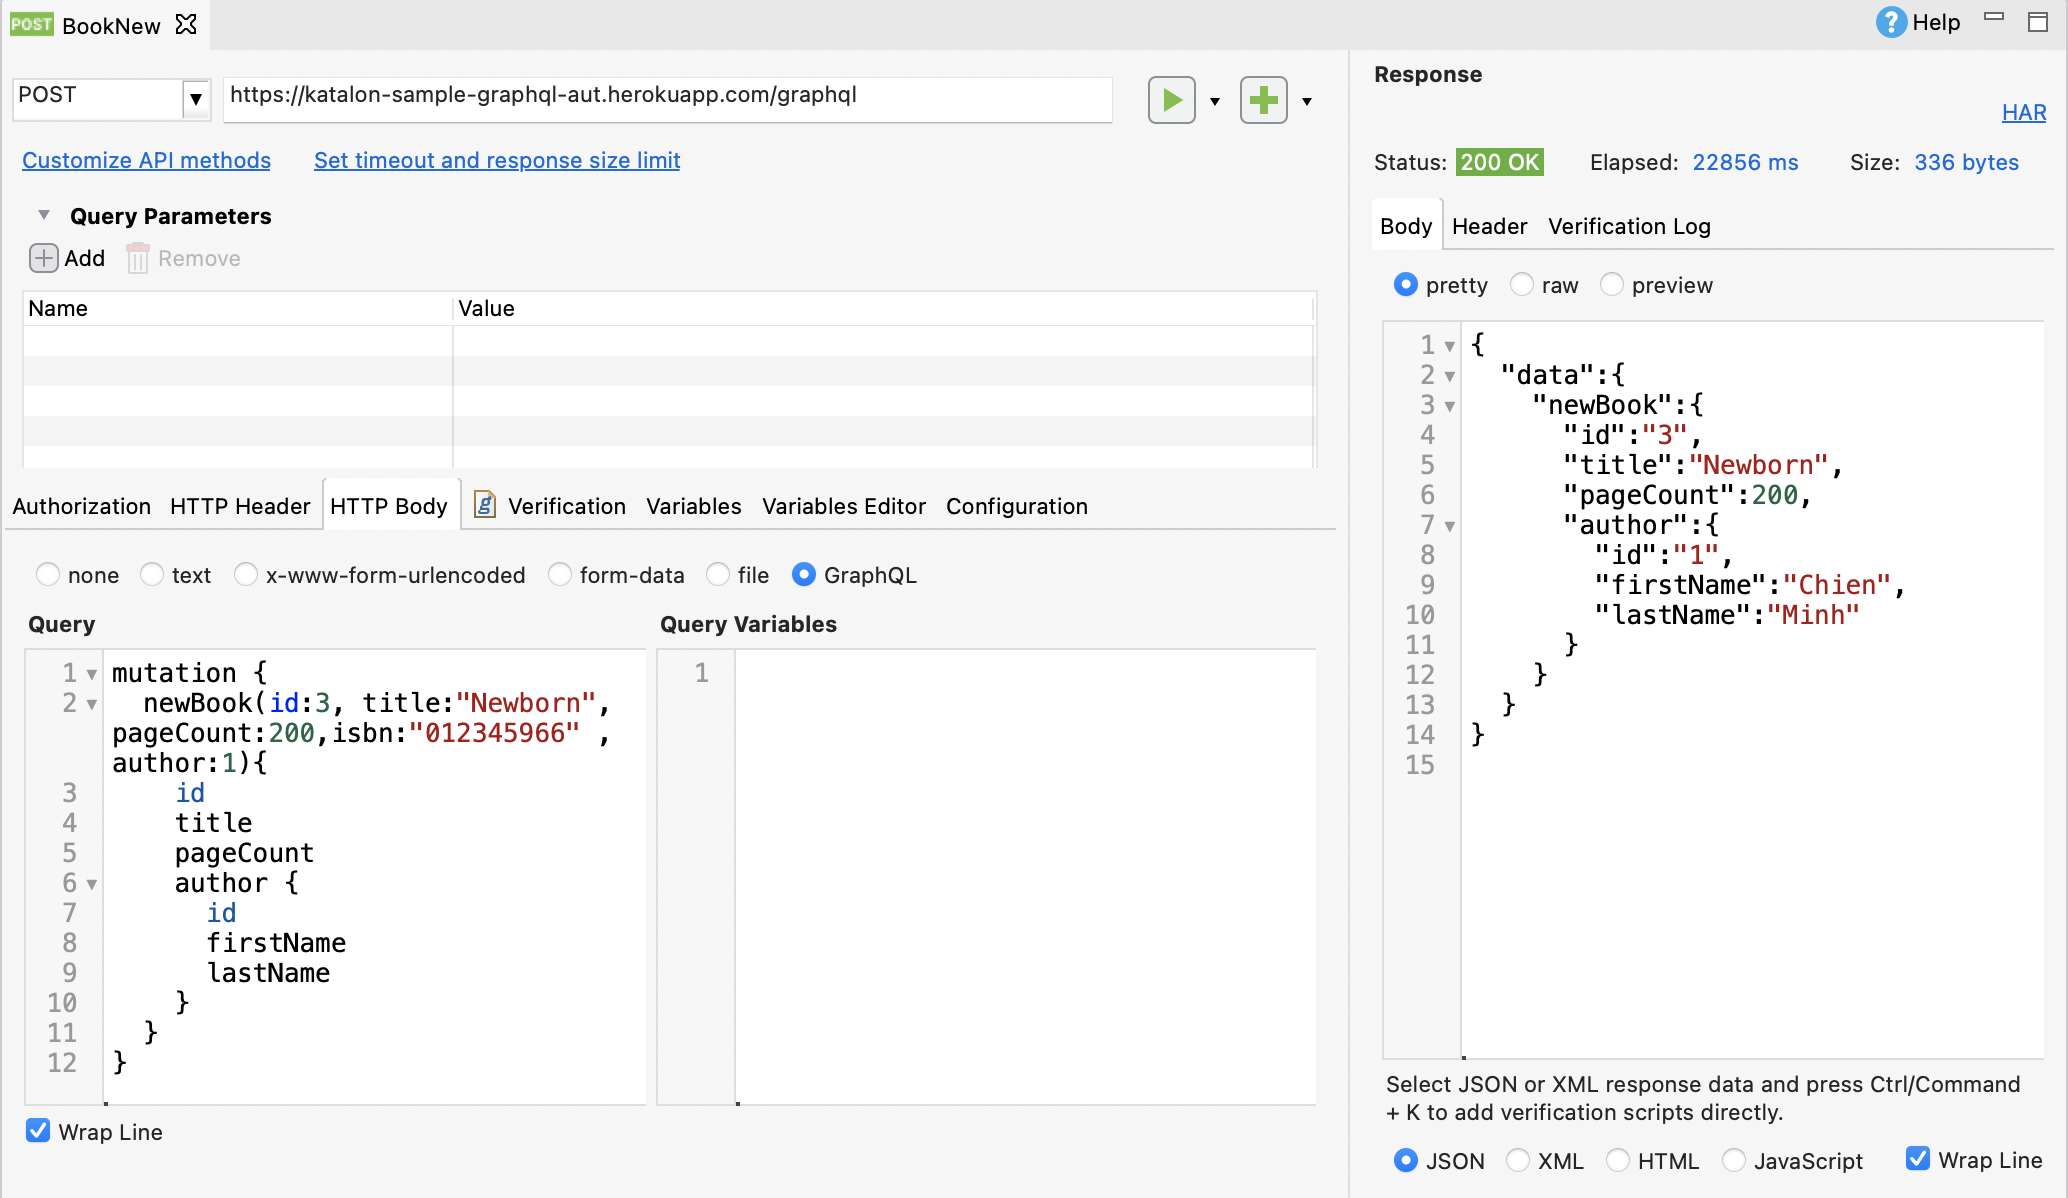 POST BookNew
Help
POST
https://katalon-sample-graphql-aut.herokuapp.com/graphql
Customize API methods
Set timeout and response size limit
Query Parameters
Add
Remove
Name Value
Authorization HTTP Header HTTP Body Verification Variables Variables Editor Configuration
none text x-www-form-urlencoded form-data file GraphQL
Query
1 mutation {
2 newBook(id:3, title:"Newborn",
pageCount:200,isbn:"012345966" ,
author:1){
3 id
4 title
5 pageCount
6 author {
7 id
8 firstName
9 lastName
10 }
11 }
12 }
Wrap Line
Query Variables
1
Response
HAR
Status: 200 OK Elapsed: 22856 ms Size: 336 bytes
Body Header Verification Log
pretty raw preview
1 {
2 "data":{
3 "newBook":{
4 "id":"3",
5 "title":"Newborn",
6 "pageCount":200,
7 "author":{
8 "id":"1",
9 "firstName":"Chien",
10 "lastName":"Minh"
11 }
12 }
13 }
14 }
15
Select JSON or XML response data and press Ctrl/Command
+ K to add verification scripts directly.
JSON XML HTML JavaScript Wrap Line